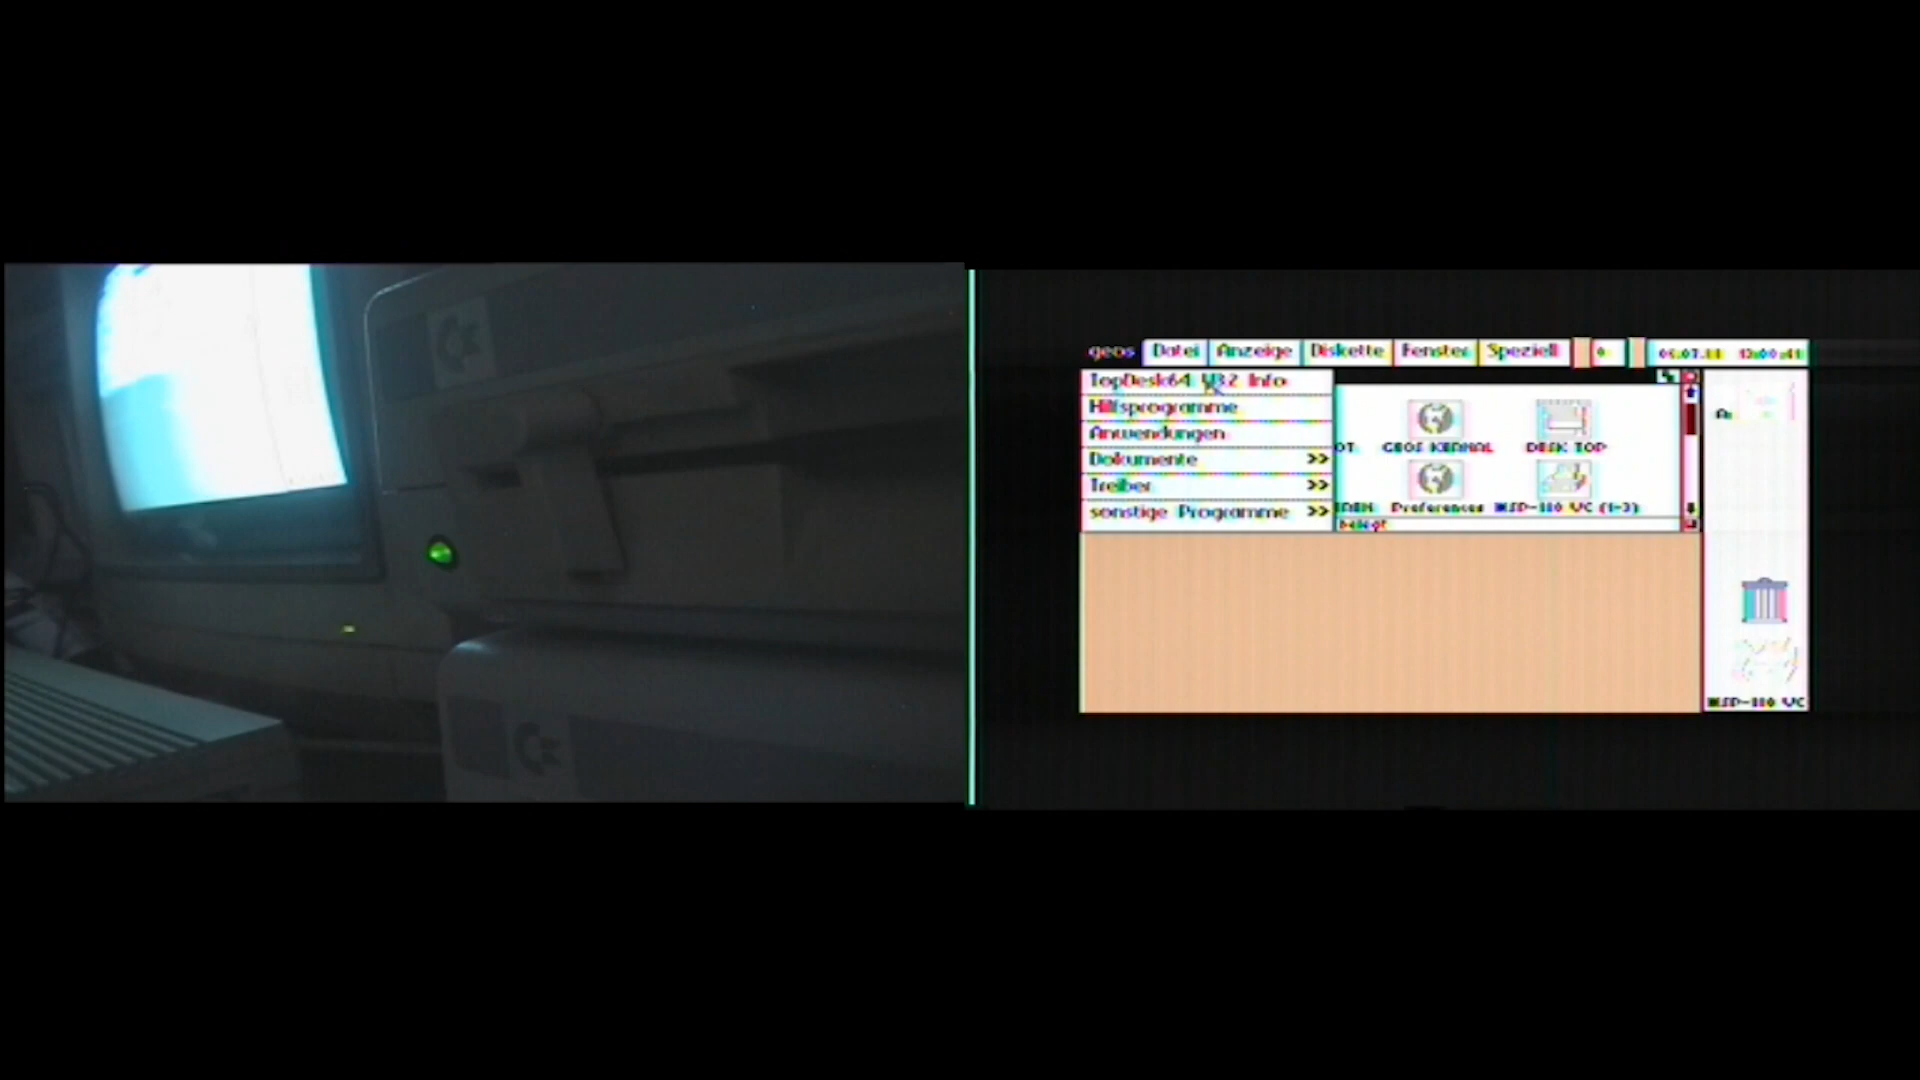 geos Datei Anzeige Diskette Fenster Speziell
TopDesk64 V3.2 Info
Hilfsprogramme
Anwendungen
Dokumente >>
Treiber >>
sonstige Programme >>
A:
GEOS KERNAL DESK TOP
Preferences
belegt